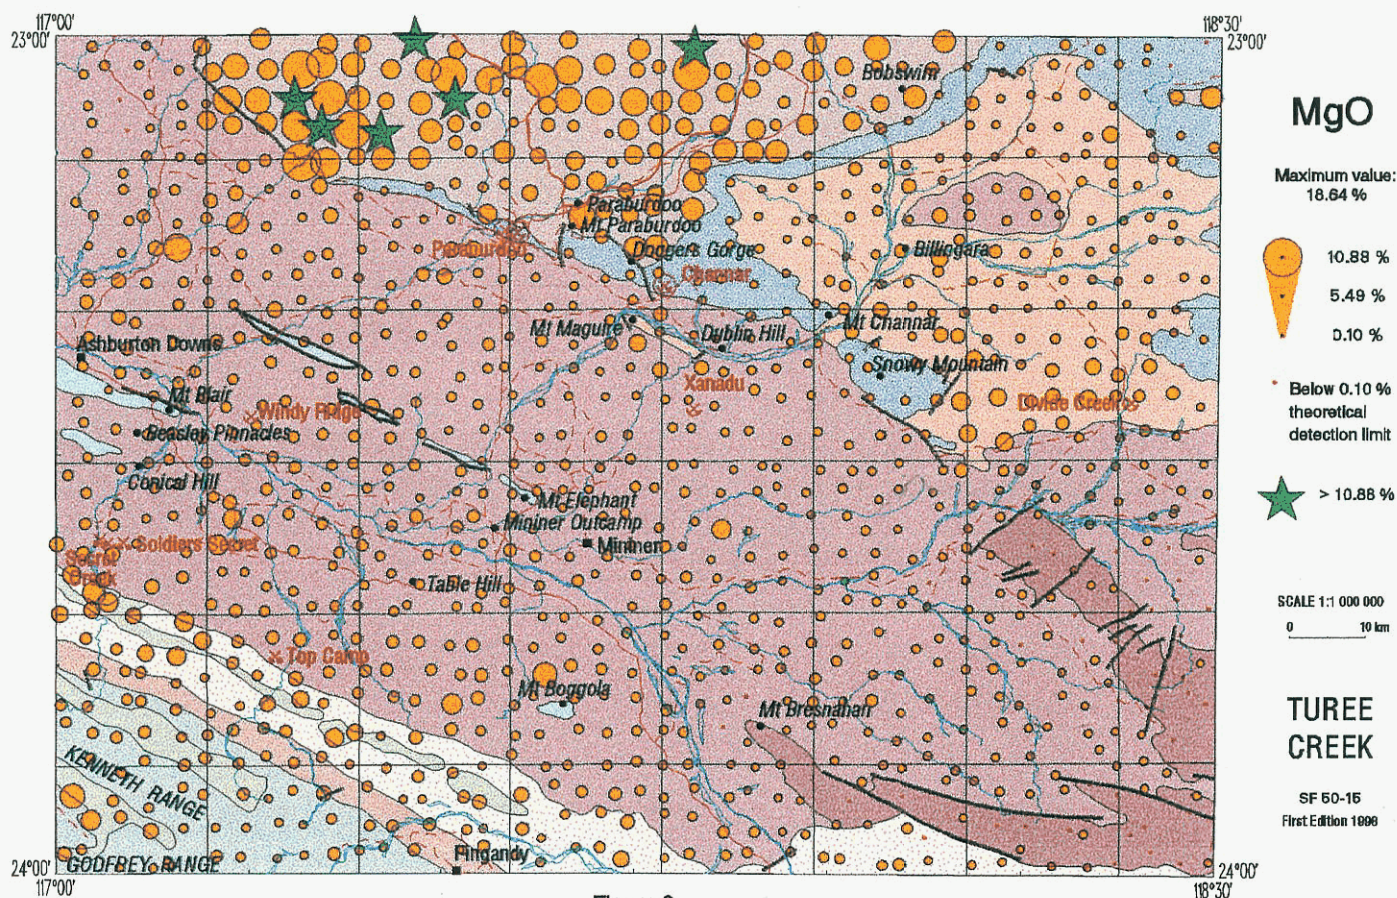 117°00'
118°30'
23°00'
23°00'
Bobswim
MgO
Maximum value:
18.64 %
Paraburdoo
Mt Paraburdoo
Paraburdoo
Doggers Gorge
Billingara
Channar
10.88 %
5.49 %
0.10 %
Mt Maguire
Dublin Hill
Mt Channar
Ashburton Downs
Snowy Mountain
Xanadu
Mt Blair
Windy Ridge
Divide Creek
Below 0.10 %
theoretical
detection limit
Beasley Pinnacles
Conical Hill
Mt Elephant
> 10.88 %
Mininer Outcamp
Soldiers Secret
Mininer
Secret
Creek
Table Hill
SCALE 1:1 000 000
0 10 km
Top Camp
Mt Boggola
Mt Bresnahan
TUREE
CREEK
KENNETH RANGE
SF 50-15
First Edition 1996
GODFREY RANGE
Pingandy
24°00'
24°00'
117°00'
118°30'